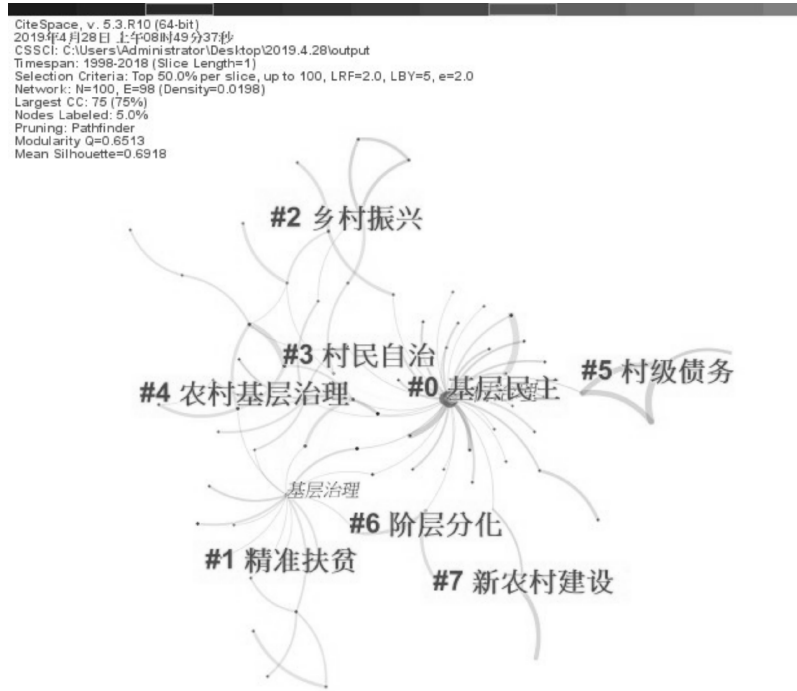 CiteSpace, v. 5.3.R10 (64-bit)
2019年4月28日 上午08时49分37秒
CSSCI: C:\Users\Administrator\Desktop\2019.4.28\output
Timespan: 1998-2018 (Slice Length=1)
Selection Criteria: Top 50.0% per slice, up to 100, LRF=2.0, LBY=5, e=2.0
Network: N=100, E=98 (Density=0.0198)
Largest CC: 75 (75%)
Nodes Labeled: 5.0%
Pruning: Pathfinder
Modularity Q=0.6513
Mean Silhouette=0.6918
#2 乡村振兴
#3 村民自治
#5 村级债务
#4 农村基层治理
#0 基层民主
基层治理
#6 阶层分化
#1 精准扶贫
#7 新农村建设